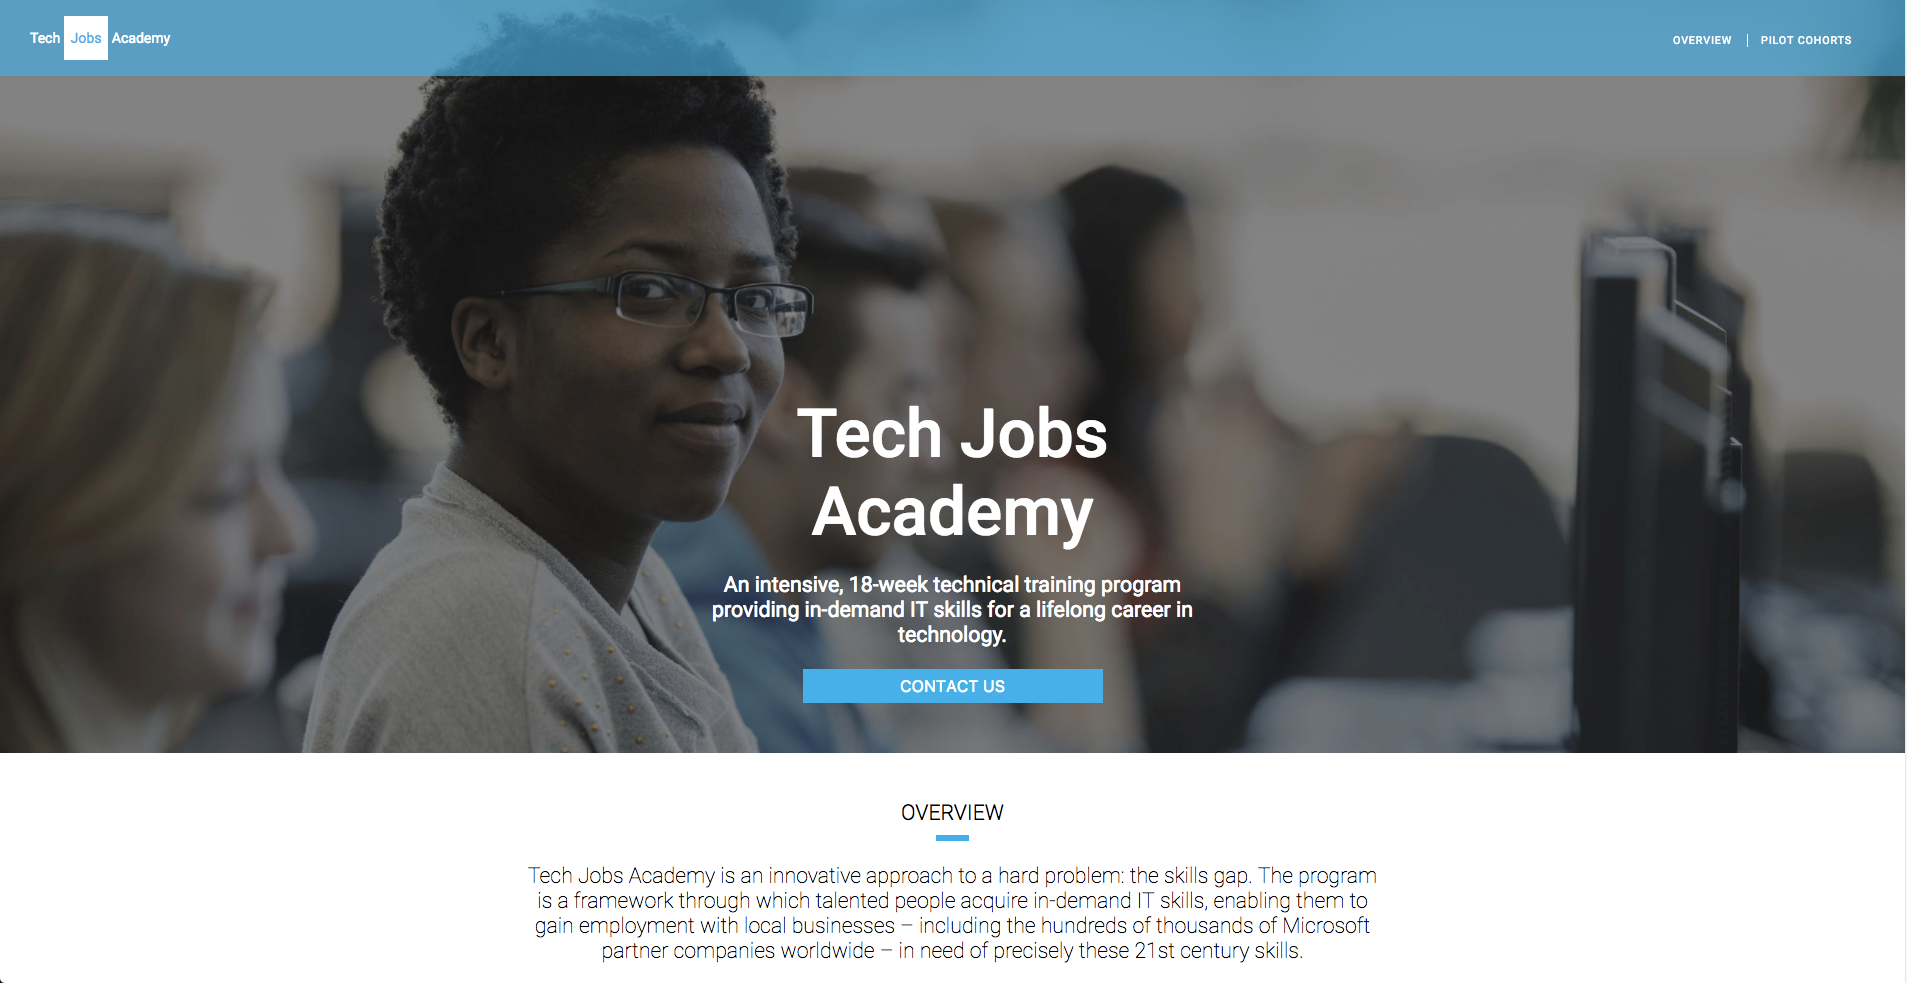 Tech Jobs Academy
OVERVIEW | PILOT COHORTS
Tech Jobs
Academy
An intensive, 18-week technical training program
providing in-demand IT skills for a lifelong career in
technology.
CONTACT US
OVERVIEW
Tech Jobs Academy is an innovative approach to a hard problem: the skills gap. The program
is a framework through which talented people acquire in-demand IT skills, enabling them to
gain employment with local businesses – including the hundreds of thousands of Microsoft
partner companies worldwide – in need of precisely these 21st century skills.